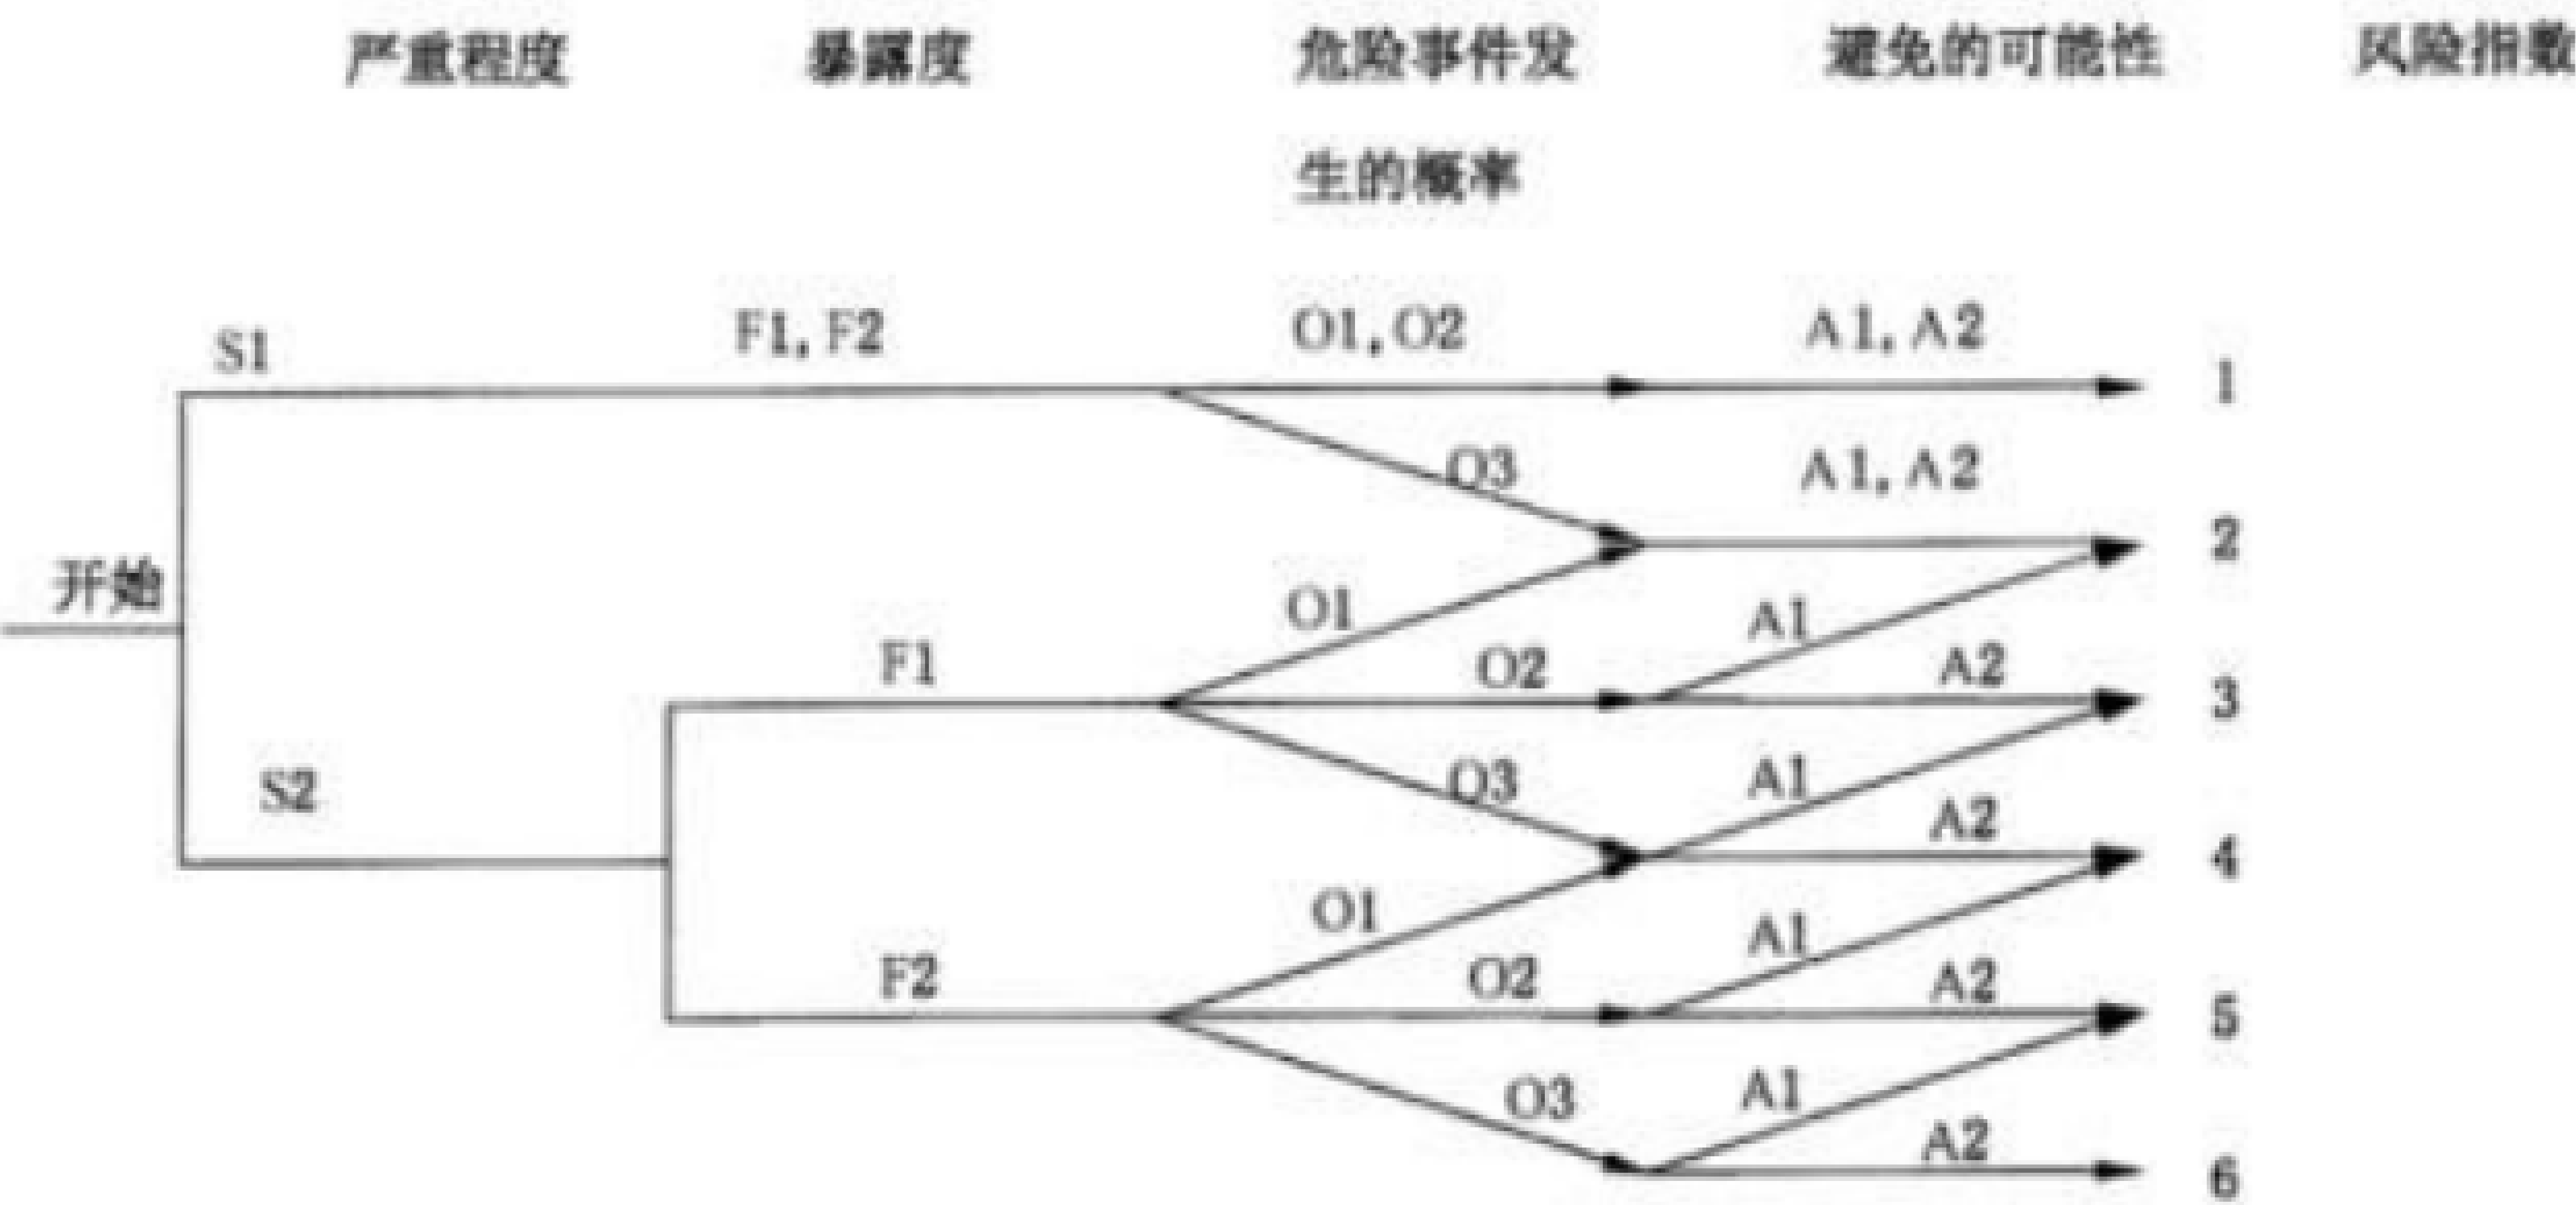 严重程度 暴露度 危险事件发 避免的可能性 风险指数
生的概率
S1 F1, F2 O1, O2 A1, A2 1
O3 A1, A2
2
开始
O1 A1
F1 O2 A2
3
S2 O3 A1
A2
4
O1 A1
F2 O2 A2
5
O3 A1
A2
6